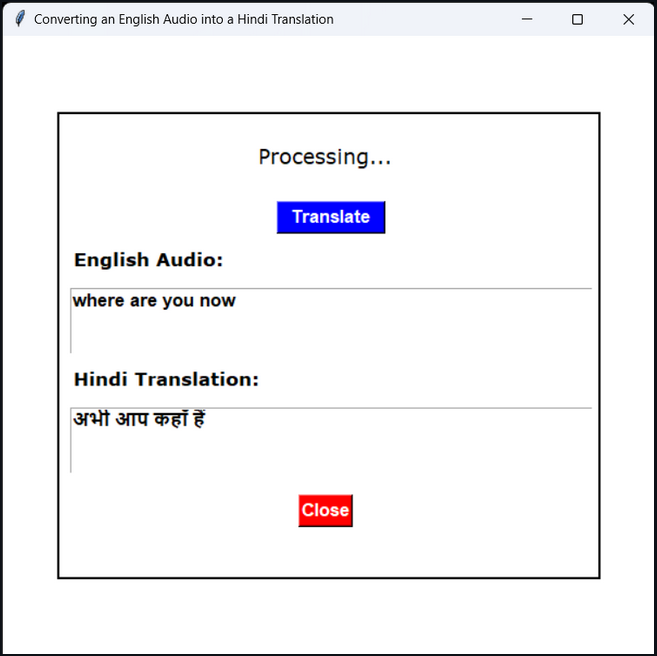 Converting an English Audio into a Hindi Translation
Processing...
Translate
English Audio:
where are you now
Hindi Translation:
अभी आप कहाँ हैं
Close